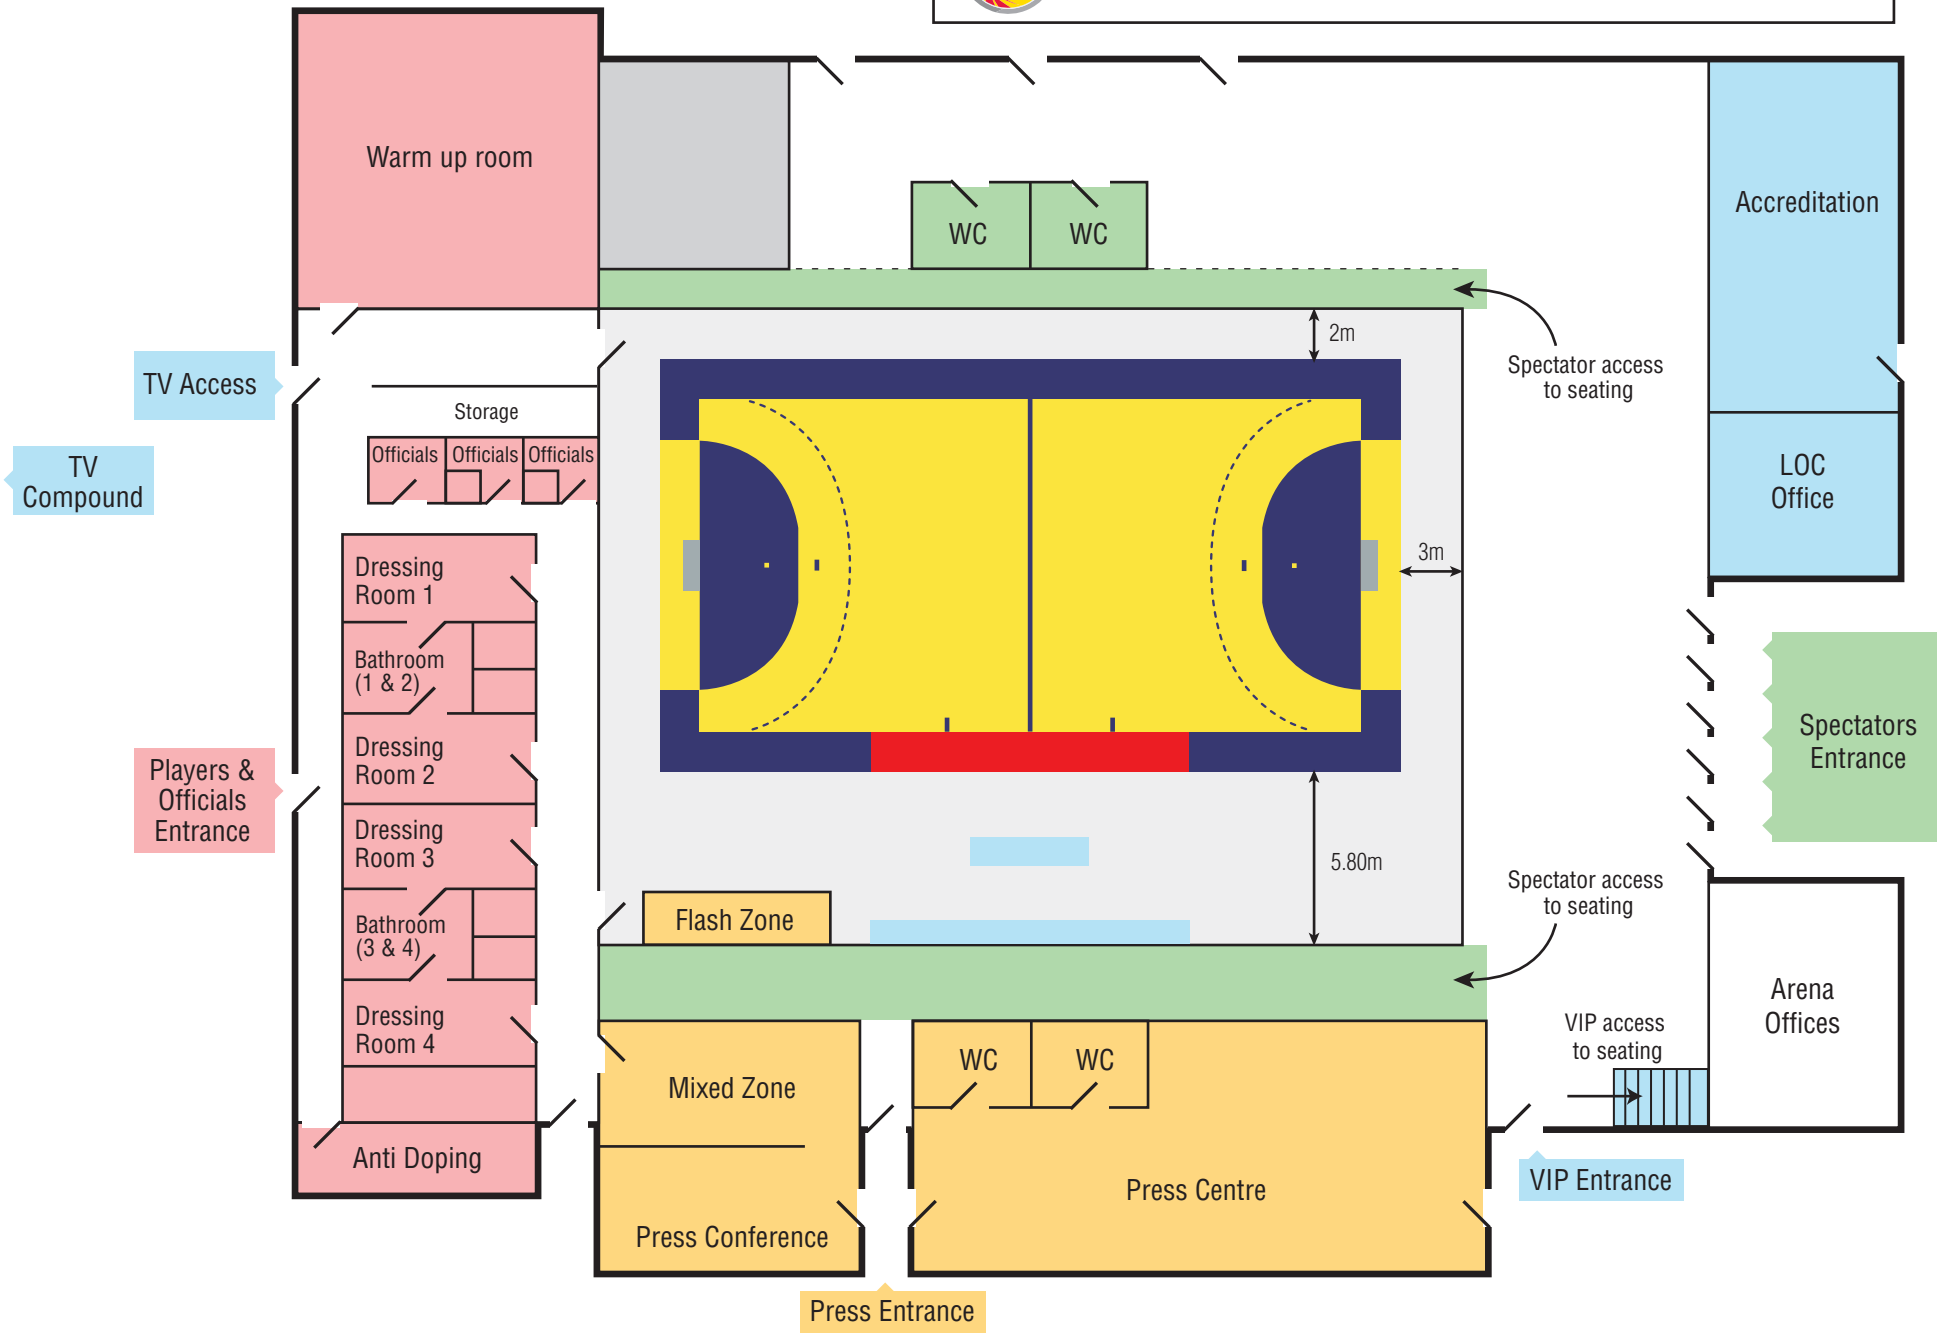 Warm up room
Accreditation
WC
WC
2m
Spectator access
to seating
TV Access
Storage
Officials
Officials
Officials
TV
Compound
LOC
Office
3m
Dressing
Room 1
Bathroom
(1 & 2)
Dressing
Room 2
Players &
Officials
Entrance
Spectators
Entrance
Dressing
Room 3
5.80m
Bathroom
(3 & 4)
Flash Zone
Spectator access
to seating
Dressing
Room 4
Arena
Offices
VIP access
to seating
WC
WC
Mixed Zone
Anti Doping
Press Centre
VIP Entrance
Press Conference
Press Entrance